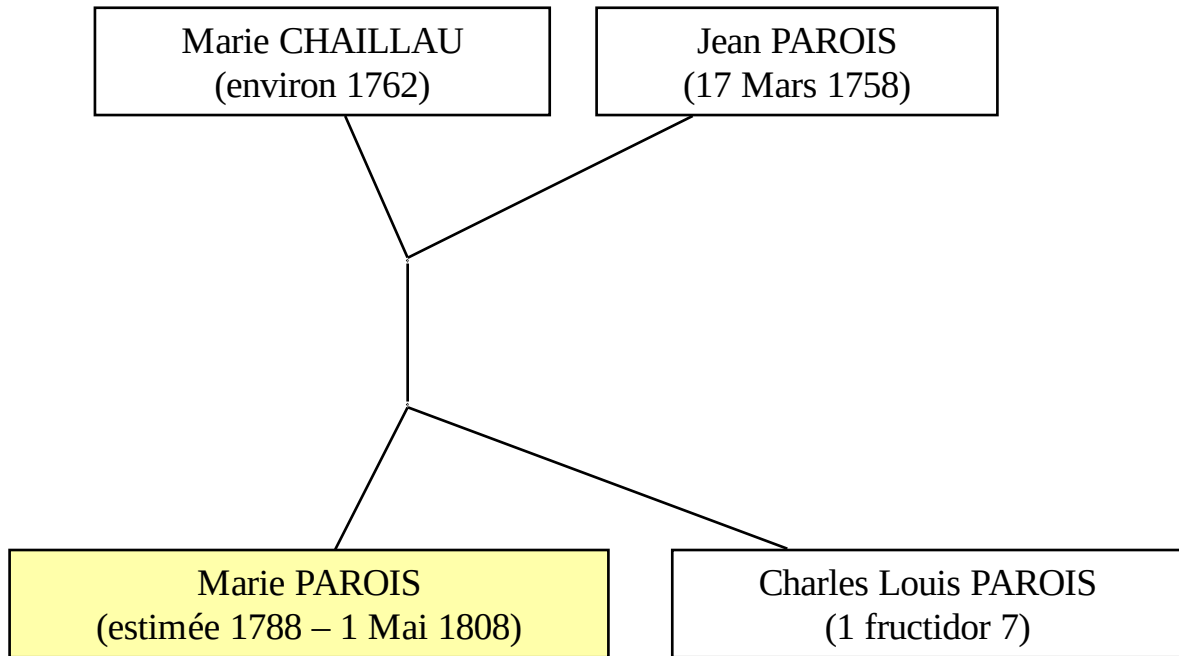 Marie CHAILLAU
(environ 1762)
Jean PAROIS
(17 Mars 1758)
Marie PAROIS
(estimée 1788 – 1 Mai 1808)
Charles Louis PAROIS
(1 fructidor 7)